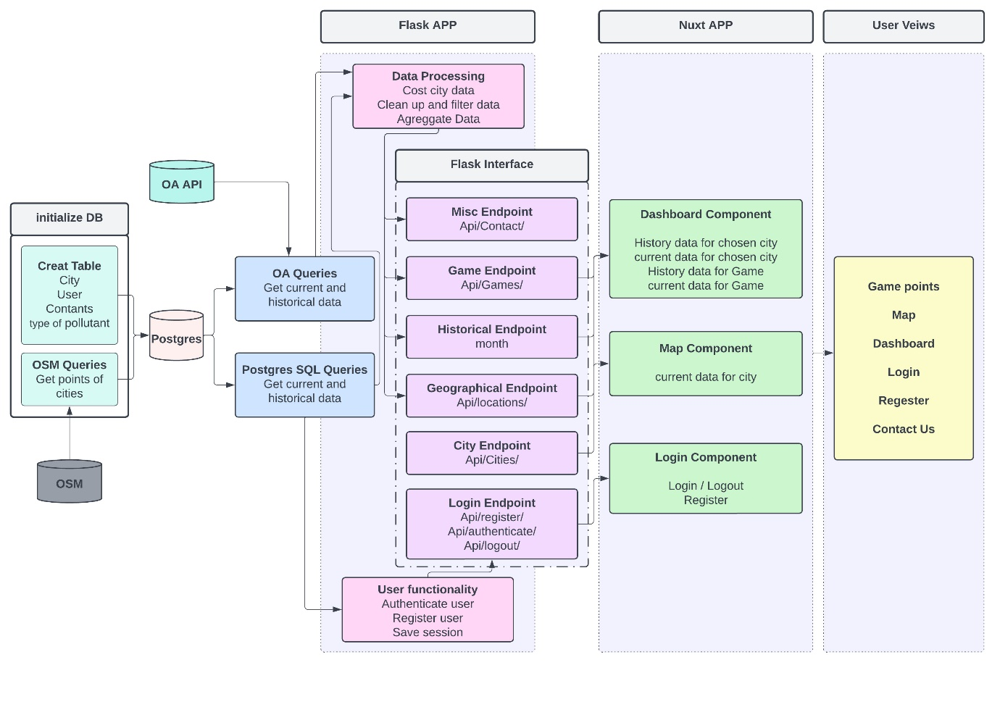 Flask APP
Nuxt APP
User Veiws
Data Processing
Cost city data
Clean up and filter data
Agreggate Data
Flask Interface
OA API
initialize DB
Creat Table
City
User
Contants
type of pollutant
OSM Queries
Get points of
cities
OSM
Postgres
OA Queries
Get current and
historical data
Postgres SQL Queries
Get current and
historical data
Misc Endpoint
Api/Contact/
Game Endpoint
Api/Games/
Historical Endpoint
month
Geographical Endpoint
Api/locations/
City Endpoint
Api/Cities/
Login Endpoint
Api/register/
Api/authenticate/
Api/logout/
User functionality
Authenticate user
Register user
Save session
Dashboard Component
History data for chosen city
current data for chosen city
History data for Game
current data for Game
Map Component
current data for city
Login Component
Login / Logout
Register
Game points
Map
Dashboard
Login
Regester
Contact Us